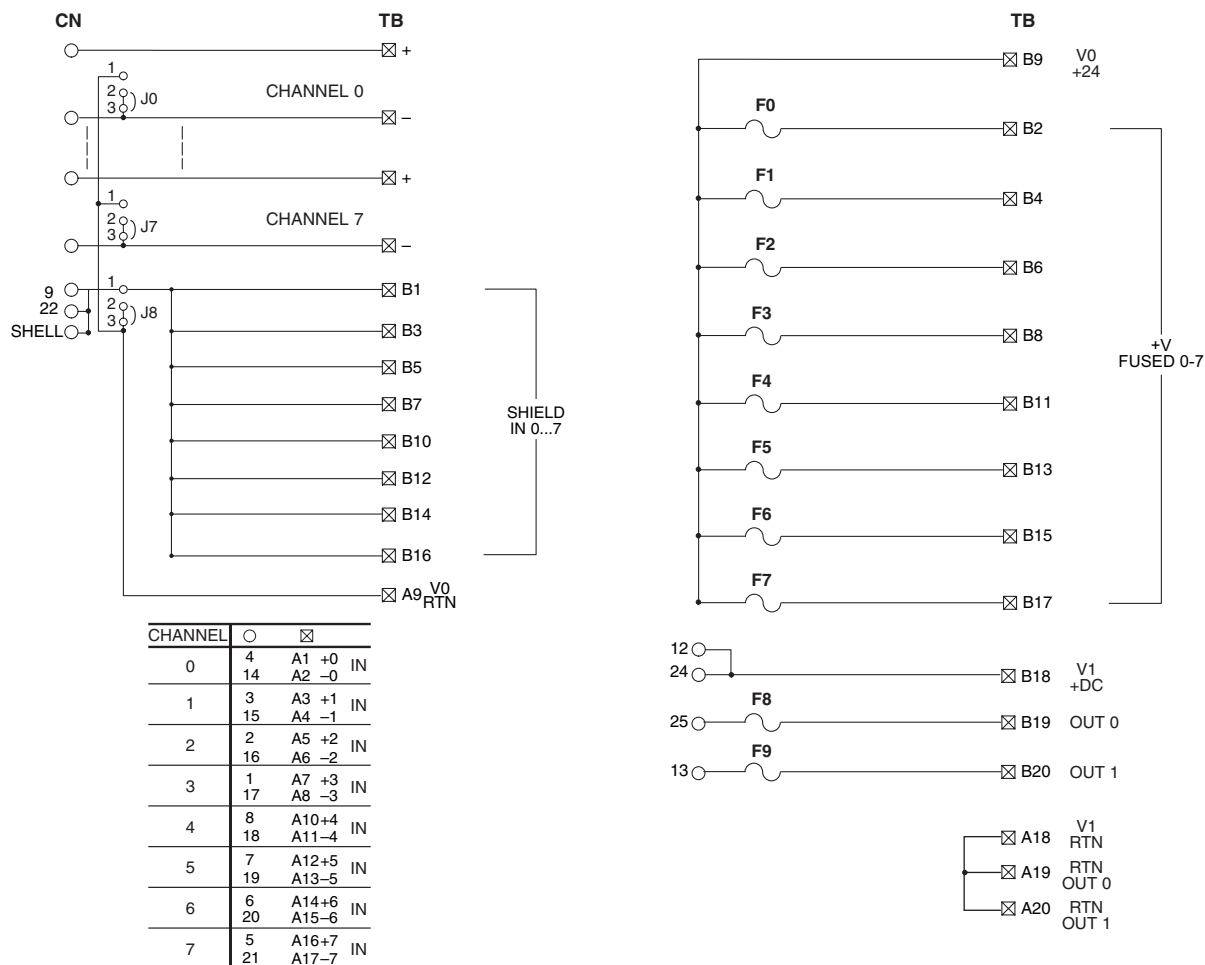 CN TB
+
1
2
3 J0
CHANNEL 0
–
+
1
2
3 J7
CHANNEL 7
–
9
22
SHELL
1
2
3 J8
B1
B3
B5
B7
B10
B12
B14
B16
SHIELD
IN 0...7
A9 V0
RTN
CHANNEL
0 4 A1 +0 IN
14 A2 –0
1 3 A3 +1 IN
15 A4 –1
2 2 A5 +2 IN
16 A6 –2
3 1 A7 +3 IN
17 A8 –3
4 8 A10+4 IN
18 A11–4
5 7 A12+5 IN
19 A13–5
6 6 A14+6 IN
20 A15–6
7 5 A16+7 IN
21 A17–7
TB
B9 V0
+24
F0 B2
F1 B4
F2 B6
F3 B8
F4 B11
F5 B13
F6 B15
F7 B17
+V
FUSED 0-7
12
24 B18 V1
+DC
F8
25 B19 OUT 0
F9
13 B20 OUT 1
A18 V1
RTN
A19 RTN
OUT 0
A20 RTN
OUT 1